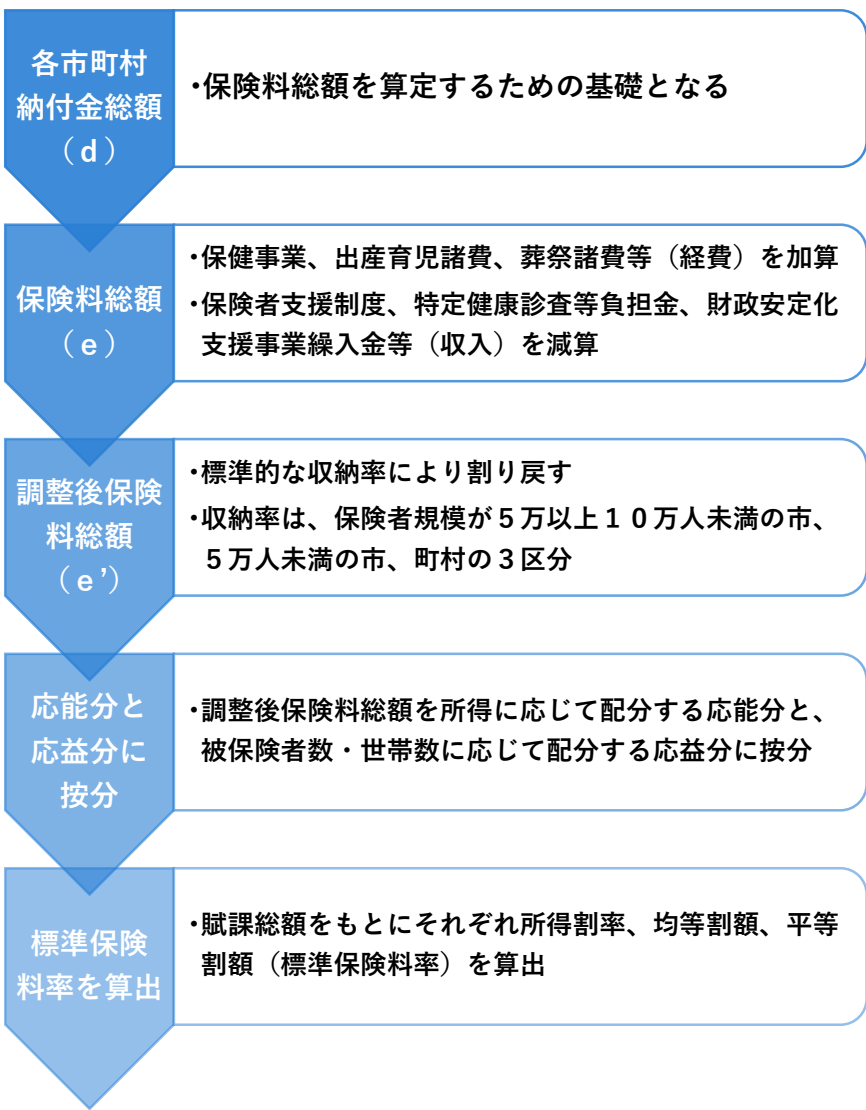 各市町村
納付金総額
（ｄ）
・保険料総額を算定するための基礎となる
保険料総額
（ｅ）
・保健事業、出産育児諸費、葬祭諸費等（経費）を加算
・保険者支援制度、特定健康診査等負担金、財政安定化
支援事業繰入金等（収入）を減算
調整後保険
料総額
（ｅ’）
・標準的な収納率により割り戻す
・収納率は、保険者規模が５万以上１０万人未満の市、
５万人未満の市、町村の３区分
応能分と
応益分に
按分
・調整後保険料総額を所得に応じて配分する応能分と、
被保険者数・世帯数に応じて配分する応益分に按分
標準保険
料率を算出
・賦課総額をもとにそれぞれ所得割率、均等割額、平等
割額（標準保険料率）を算出